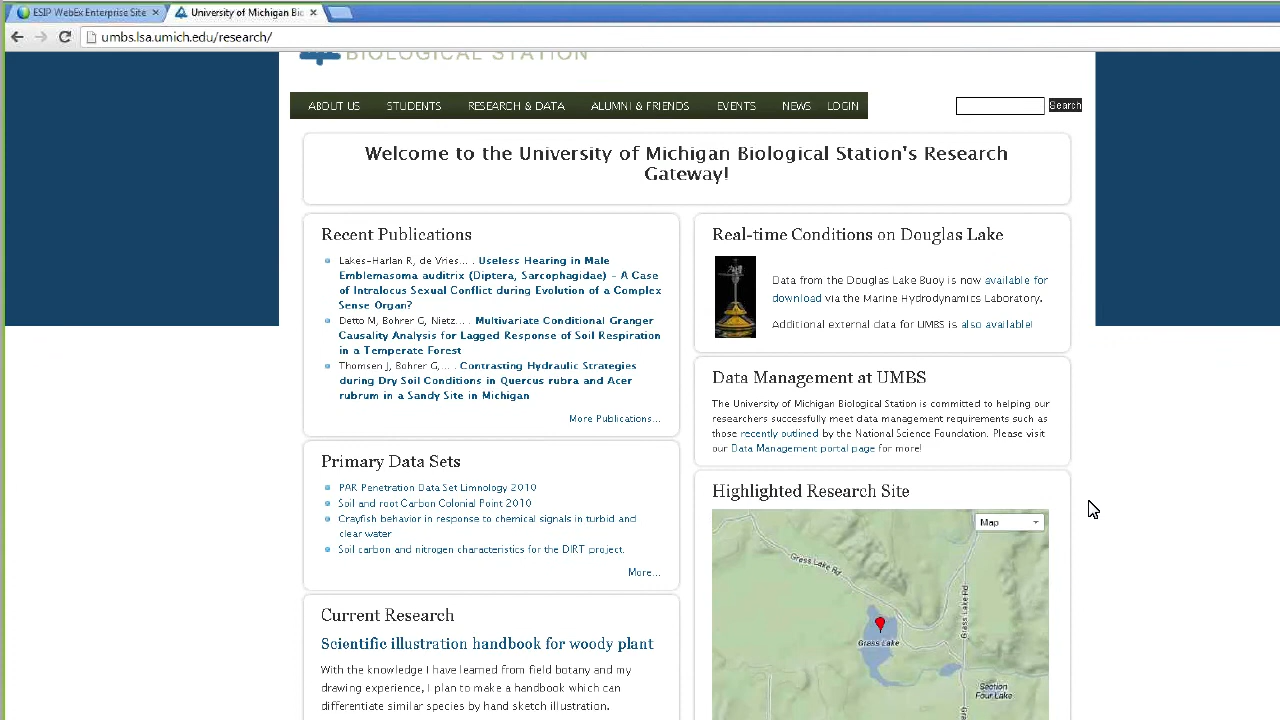 ESIP WebEx Enterprise Site
University of Michigan Bio
umbs.lsa.umich.edu/research/
BIOLOGICAL STATION
ABOUT US STUDENTS RESEARCH & DATA ALUMNI & FRIENDS EVENTS NEWS LOGIN
Search
Welcome to the University of Michigan Biological Station's Research
Gateway!
Recent Publications
Lakes-Harlan R, de Vries... . Useless Hearing in Male
Emblemasoma auditrix (Diptera, Sarcophagidae) - A Case
of Intralocus Sexual Conflict during Evolution of a Complex
Sense Organ?
Detto M, Bohrer G, Nietz... . Multivariate Conditional Granger
Causality Analysis for Lagged Response of Soil Respiration
in a Temperate Forest
Thomsen J, Bohrer G,... . Contrasting Hydraulic Strategies
during Dry Soil Conditions in Quercus rubra and Acer
rubrum in a Sandy Site in Michigan
More Publications...
Primary Data Sets
PAR Penetration Data Set Limnology 2010
Soil and root Carbon Colonial Point 2010
Crayfish behavior in response to chemical signals in turbid and
clear water
Soil carbon and nitrogen characteristics for the DIRT project.
More...
Current Research
Scientific illustration handbook for woody plant
With the knowledge I have learned from field botany and my
drawing experience, I plan to make a handbook which can
differentiate similar species by hand sketch illustration.
Real-time Conditions on Douglas Lake
Data from the Douglas Lake Buoy is now available for
download via the Marine Hydrodynamics Laboratory.
Additional external data for UMBS is also available!
Data Management at UMBS
The University of Michigan Biological Station is committed to helping our
researchers successfully meet data management requirements such as
those recently outlined by the National Science Foundation. Please visit
our Data Management portal page for more!
Highlighted Research Site
Map
Grass Lake Rd
Grass Lake Rd
Grass Lake
Section
Four Lake